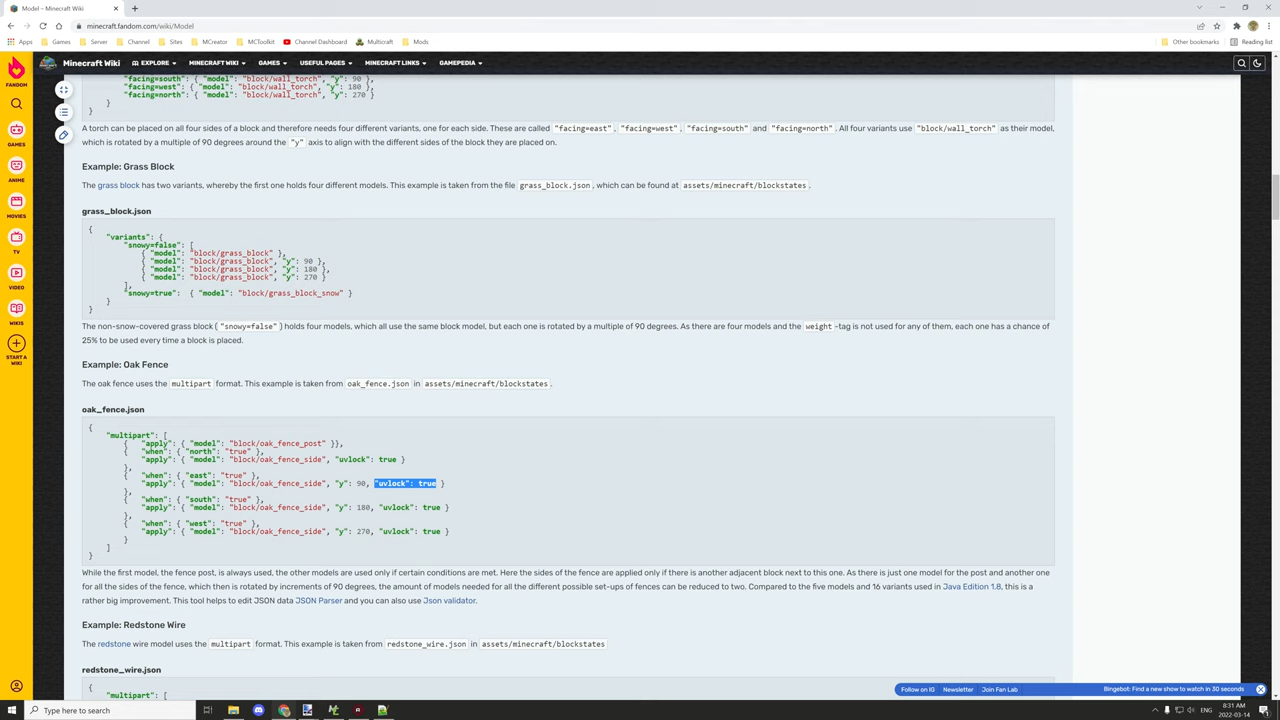 Model – Minecraft Wiki
minecraft.fandom.com/wiki/Model
Apps Games Server Channel Sites MCreator MCToolkit Channel Dashboard Multicraft Mods Other bookmarks Reading list
FANDOM
GAMES
ANIME
MOVIES
TV
VIDEO
WIKIS
START A WIKI
Minecraft Wiki EXPLORE MINECRAFT WIKI GAMES USEFUL PAGES MINECRAFT LINKS GAMEPEDIA
"facing=south": { "model": "block/wall_torch", "y": 90 },
"facing=west": { "model": "block/wall_torch", "y": 180 },
"facing=north": { "model": "block/wall_torch", "y": 270 }
}
}
A torch can be placed on all four sides of a block and therefore needs four different variants, one for each side. These are called "facing=east", "facing=west", "facing=south" and "facing=north". All four variants use "block/wall_torch" as their model,
which is rotated by a multiple of 90 degrees around the "y" axis to align with the different sides of the block they are placed on.
Example: Grass Block
The grass block has two variants, whereby the first one holds four different models. This example is taken from the file grass_block.json, which can be found at assets/minecraft/blockstates.
grass_block.json
{
"variants": {
"snowy=false": [
{ "model": "block/grass_block" },
{ "model": "block/grass_block", "y": 90 },
{ "model": "block/grass_block", "y": 180 },
{ "model": "block/grass_block", "y": 270 }
],
"snowy=true": { "model": "block/grass_block_snow" }
}
}
The non-snow-covered grass block ( "snowy=false" ) holds four models, which all use the same block model, but each one is rotated by a multiple of 90 degrees. As there are four models and the weight -tag is not used for any of them, each one has a chance of
25% to be used every time a block is placed.
Example: Oak Fence
The oak fence uses the multipart format. This example is taken from oak_fence.json in assets/minecraft/blockstates.
oak_fence.json
{
"multipart": [
{ "apply": { "model": "block/oak_fence_post" }},
{ "when": { "north": "true" },
"apply": { "model": "block/oak_fence_side", "uvlock": true }
},
{ "when": { "east": "true" },
"apply": { "model": "block/oak_fence_side", "y": 90, "uvlock": true }
},
{ "when": { "south": "true" },
"apply": { "model": "block/oak_fence_side", "y": 180, "uvlock": true }
},
{ "when": { "west": "true" },
"apply": { "model": "block/oak_fence_side", "y": 270, "uvlock": true }
}
]
}
While the first model, the fence post, is always used, the other models are used only if certain conditions are met. Here the sides of the fence are applied only if there is another adjacent block next to this one. As there is just one model for the post and another one
for all the sides of the fence, which then is rotated by increments of 90 degrees, the amount of models needed for all the different possible set-ups of fences can be reduced to two. Compared to the five models and 16 variants used in Java Edition 1.8, this is a
rather big improvement. This tool helps to edit JSON data JSON Parser and you can also use Json validator.
Example: Redstone Wire
The redstone wire model uses the multipart format. This example is taken from redstone_wire.json in assets/minecraft/blockstates
redstone_wire.json
{
"multipart": [
Follow on IG Newsletter Join Fan Lab Bingebot: Find a new show to watch in 30 seconds
Type here to search
ENG
8:31 AM
2022-03-14